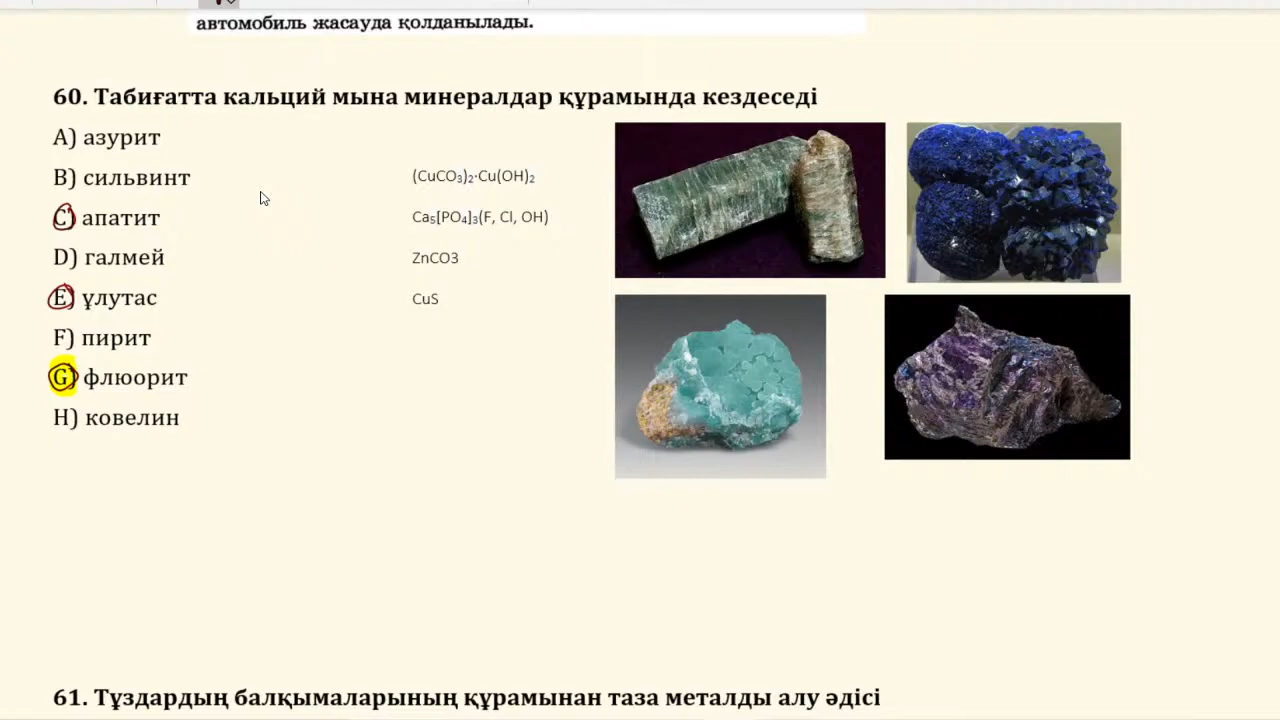 автомобиль жасауда қолданылады.
60. Табиғатта кальций мына минералдар құрамында кездеседі
A) азурит
B) сильвинт
C) апатит
D) галмей
E) ұлутас
F) пирит
G) флюорит
H) ковелин
(CuCO₃)₂·Cu(OH)₂
Ca₅[PO₄]₃(F, Cl, OH)
ZnCO3
CuS
61. Тұздардың балқымаларының құрамынан таза металды алу әдісі